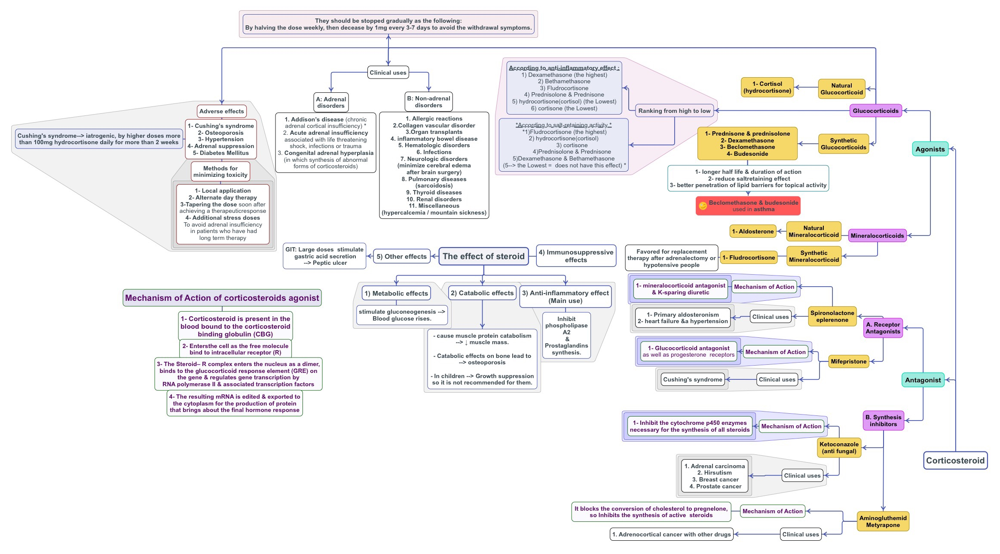 They should be stopped gradually as the following:
By halving the dose weekly, then decease by 1mg every 3-7 days to avoid the withdrawal symptoms.
Clinical uses
A: Adrenal
disorders
1. Addison's disease (chronic
adrenal cortical insufficiency) *
2. Acute adrenal insufficiency
associated with life threatening
shock, infections or trauma
3. Congenital adrenal hyperplasia
(in which synthesis of abnormal
forms of corticosteroids)
B: Non-adrenal
disorders
1. Allergic reactions
2.Collagen vascular disorder
3.Organ transplants
4. inflammatory bowel disease
5. Hematologic disorders
6. Infections
7. Neurologic disorders
(minimize cerebral edema
after brain surgery)
8. Pulmonary diseases
(sarcoidosis)
9. Thyroid diseases
10. Renal disorders
11. Miscellaneous
(hypercalcemia / mountain sickness)
Adverse effects
1- Cushing's syndrome
2- Osteoporosis
3- Hypertension
4- Adrenal suppression
5- Diabetes Mellitus
Cushing's syndrome--> iatrogenic, by higher doses more
than 100mg hydrocortisone daily for more than 2 weeks
Methods for
minimizing toxicity
1- Local application
2- Alternate day therapy
3-Tapering the dose soon after
achieving a therapeuticresponse
4- Additional stress doses
To avoid adrenal insufficiency
in patients who have had
long term therapy
According to anti-inflammatory effect :
1) Dexamethasone (the highest)
2) Bethamethasone
3) Fludrocortisone
4) Prednisolone & Prednisone
5) hydrocortisone(cortisol) (the Lowest)
6) cortisone (the Lowest)
*According to salt-retaining activity *
*1)Fludrocortisone (the highest)
2) hydrocortisone(cortisol)
3) cortisone
4)Prednisolone & Prednisone
5)Dexamethasone & Bethamethasone
(5--> the Lowest =  does not have this effect) *
Ranking from high to low
1- Cortisol
(hydrocortisone)
Natural
Glucocorticoid
Glucocorticoids
1- Prednisone & prednisolone
2- Dexamethasone
3- Beclomethasone
4- Budesonide
Synthetic
Glucocorticoids
1- longer half life & duration of action
2- reduce saltretaining effect
3- better penetration of lipid barriers for topical activity
Beclomethasone & budesonide
used in asthma
Agonists
1- Aldosterone
Natural
Mineralocorticoid
Mineralocorticoids
Favored for replacement
therapy after adrenalectomy or
hypotensive people
1- Fludrocortisone
Synthetic
Mineralocorticoid
GIT: Large doses  stimulate
gastric acid secretion
--> Peptic ulcer
5) Other effects
The effect of steroid
4) Immunosuppressive
effects
1) Metabolic effects
stimulate gluconeogenesis -->
Blood glucose rises.
2) Catabolic effects
- cause muscle protein catabolism
--> ↓ muscle mass.
- Catabolic effects on bone lead to
--> osteoporosis
- In children --> Growth suppression
so it is not recommended for them.
3) Anti-inflammatory effect
(Main use)
Inhibit
phospholipase
A2
&
Prostaglandins
synthesis.
Mechanism of Action of corticosteroids agonist
1- Corticosteroid is present in the
blood bound to the corticosteroid
binding globulin (CBG)
2- Entersthe cell as the free molecule
bind to intracellular receptor (R)
3- The Steroid– R complex enters the nucleus as a dimer,
binds to the glucocorticoid response element (GRE) on
the gene & regulates gene transcription by
RNA polymerase II & associated transcription factors
4- The resulting mRNA is edited & exported to
the cytoplasm for the production of protein
that brings about the final hormone response
1- mineralocorticoid antagonist
& K-sparing diuretic
Mechanism of Action
1- Primary aldosteronism
2- heart failure &a hypertension
Clinical uses
Spironolactone
eplerenone
A. Receptor
Antagonists
1- Glucocorticoid antagonist
as well as progesterone  receptors
Mechanism of Action
Mifepristone
Cushing's syndrome
Clinical uses
Antagonist
B. Synthesis
inhibitors
1- Inhibit the cytochrome p450 enzymes
necessary for the synthesis of all steroids
Mechanism of Action
Ketoconazole
(anti fungal)
1. Adrenal carcinoma
2. Hirsutism
3. Breast cancer
4. Prostate cancer
Clinical uses
Corticosteroid
It blocks the conversion of cholesterol to pregnelone,
so Inhibits the synthesis of active  steroids
Mechanism of Action
Aminogluthemid
Metyrapone
1. Adrenocortical cancer with other drugs
Clinical uses